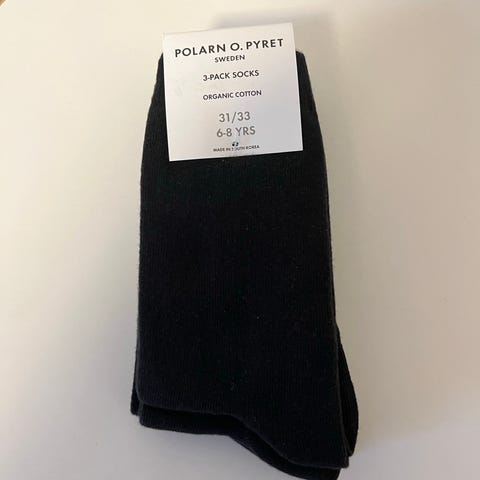 POLARN O. PYRET
SWEDEN
3-PACK SOCKS
ORGANIC COTTON
31/33
6-8 YRS
MADE IN SOUTH KOREA